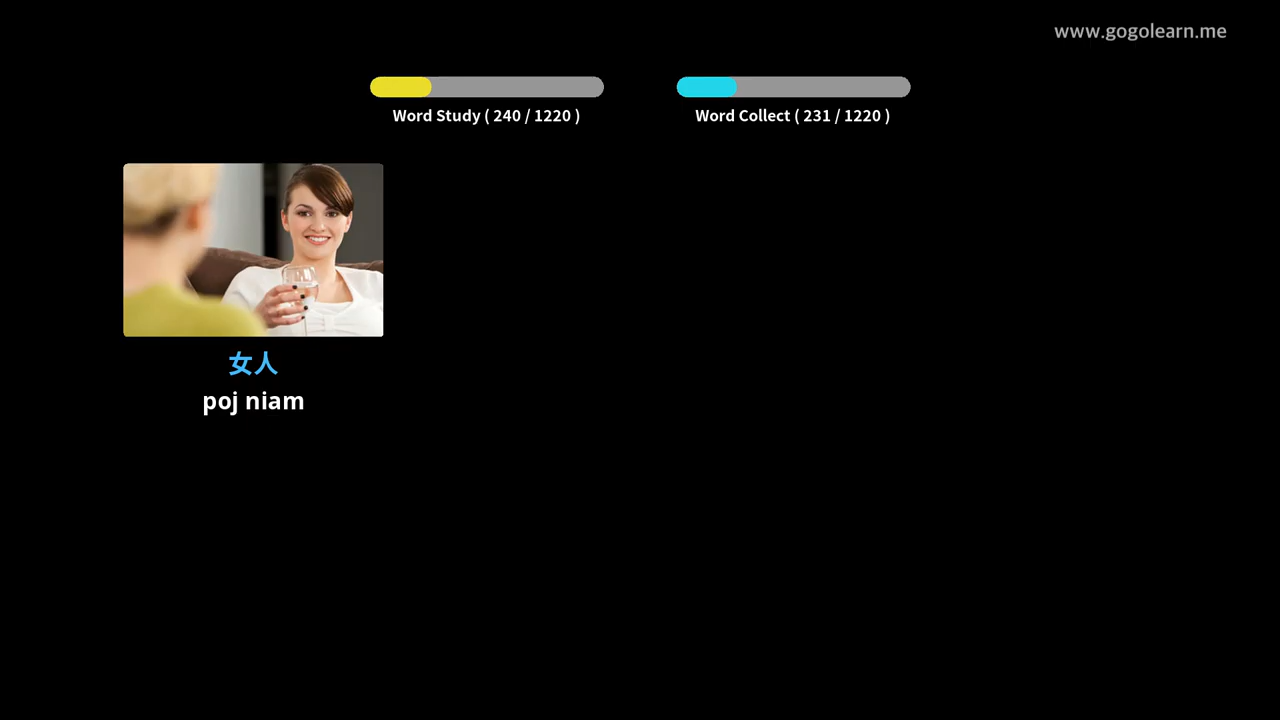 www.gogolearn.me
Word Study ( 240 / 1220 )
Word Collect ( 231 / 1220 )
女人
poj niam